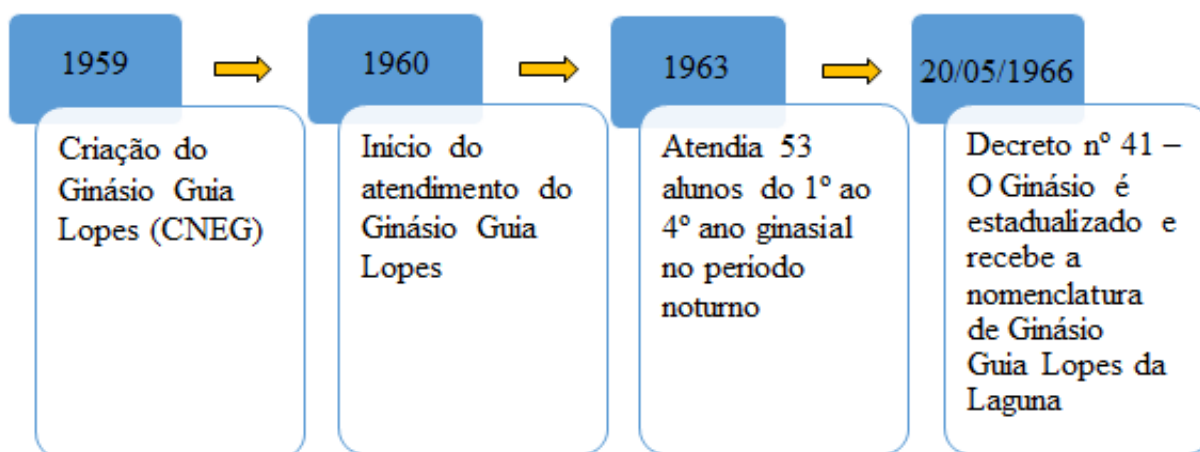 1959
Criação do
Ginásio Guia
Lopes (CNEG)
1960
Início do
atendimento do
Ginásio Guia
Lopes
1963
Atendia 53
alunos do 1º ao
4º ano ginasial
no período
noturno
20/05/1966
Decreto nº 41 –
O Ginásio é
estadualizado e
recebe a
nomenclatura
de Ginásio
Guia Lopes da
Laguna